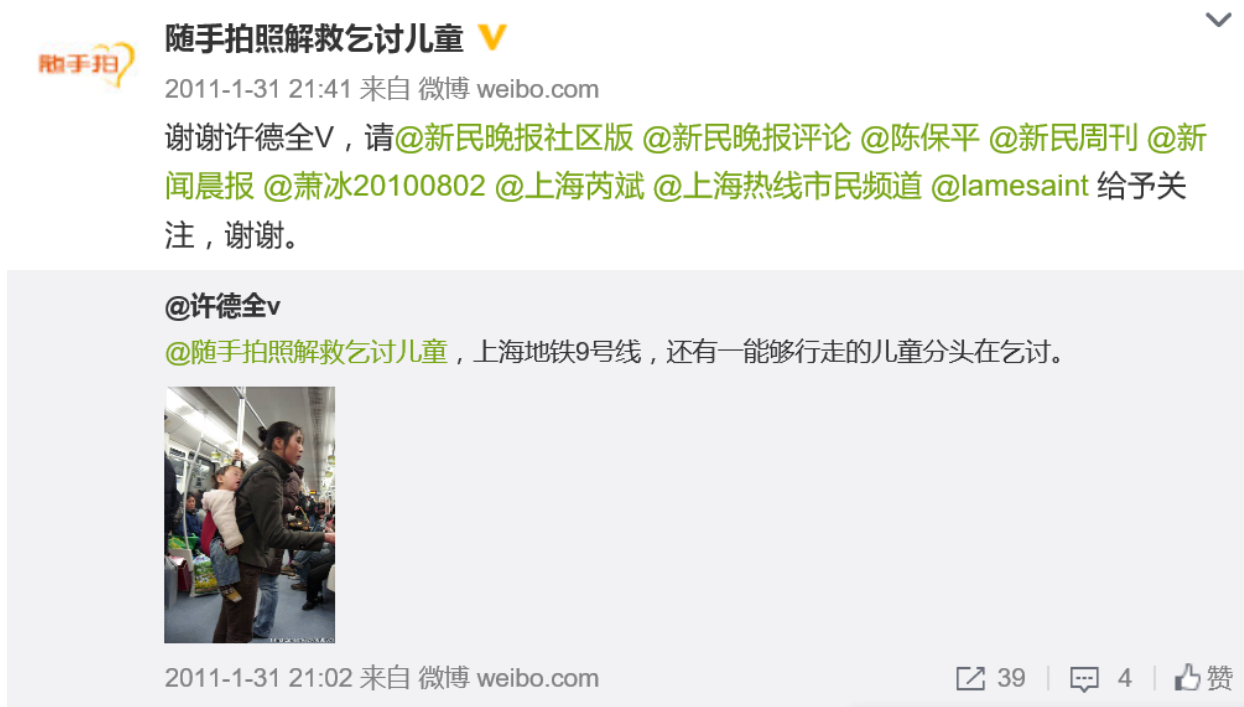 随手拍
随手拍照解救乞讨儿童 V
2011-1-31 21:41 来自 微博 weibo.com
谢谢许德全V，请@新民晚报社区版 @新民晚报评论 @陈保平 @新民周刊 @新
闻晨报 @萧冰20100802 @上海芮斌 @上海热线市民频道 @lamesaint 给予关
注，谢谢。
@许德全v
@随手拍照解救乞讨儿童，上海地铁9号线，还有一能够行走的儿童分头在乞讨。
2011-1-31 21:02 来自 微博 weibo.com
39 4 赞